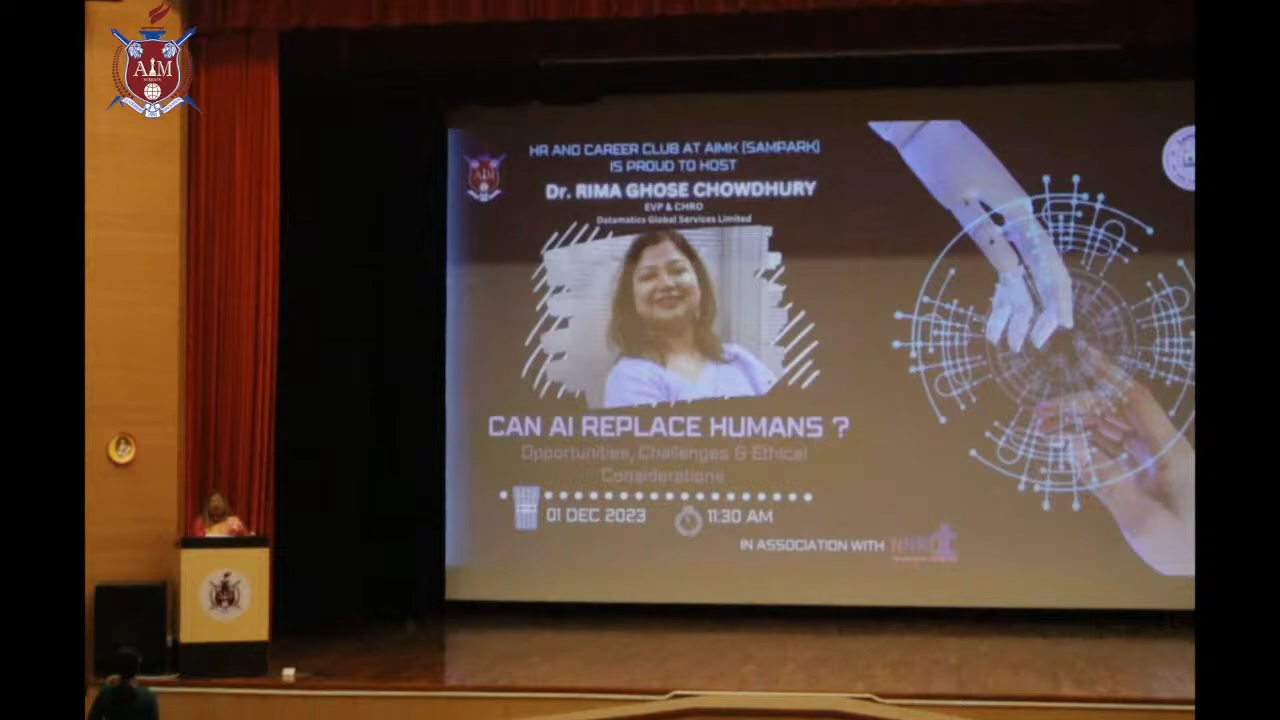 AIM
HR AND CAREER CLUB AT AIMK (SAMPARK)
IS PROUD TO HOST
AIM
Dr. RIMA GHOSE CHOWDHURY
EVP & CHRO
Datamatics Global Services Limited
CAN AI REPLACE HUMANS ?
Opportunities, Challenges & Ethical
Considerations
01 DEC 2023
11:30 AM
IN ASSOCIATION WITH